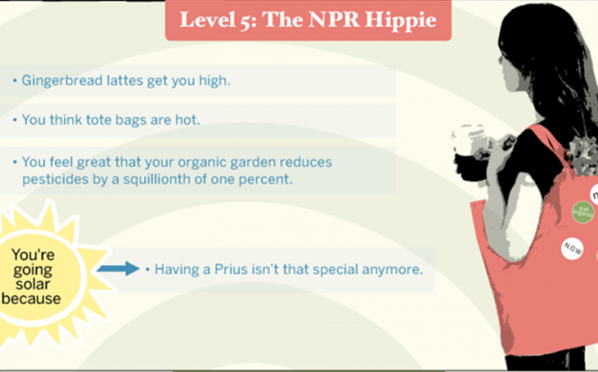 Level 5: The NPR Hippie
• Gingerbread lattes get you high.
• You think tote bags are hot.
• You feel great that your organic garden reduces
pesticides by a squillionth of one percent.
You're
going
solar
because
• Having a Prius isn't that special anymore.
NOW